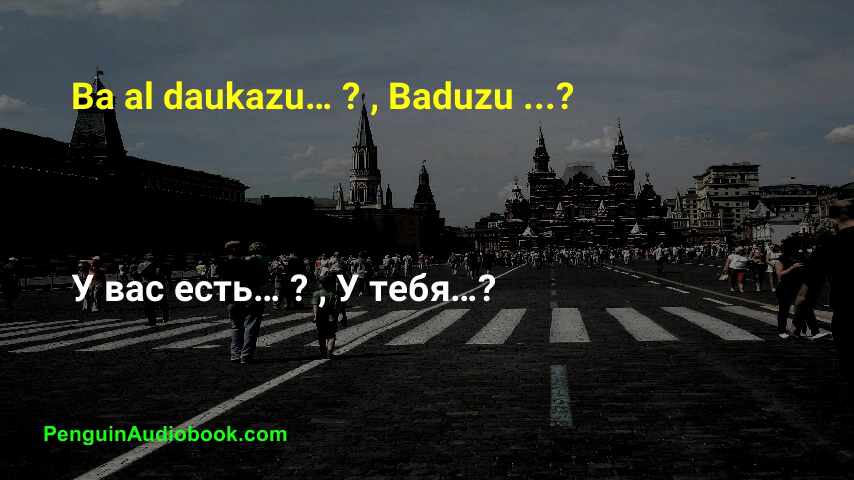 Ba al daukazu... ? , Baduzu ...?
У вас есть... ? , У тебя...?
PenguinAudiobook.com